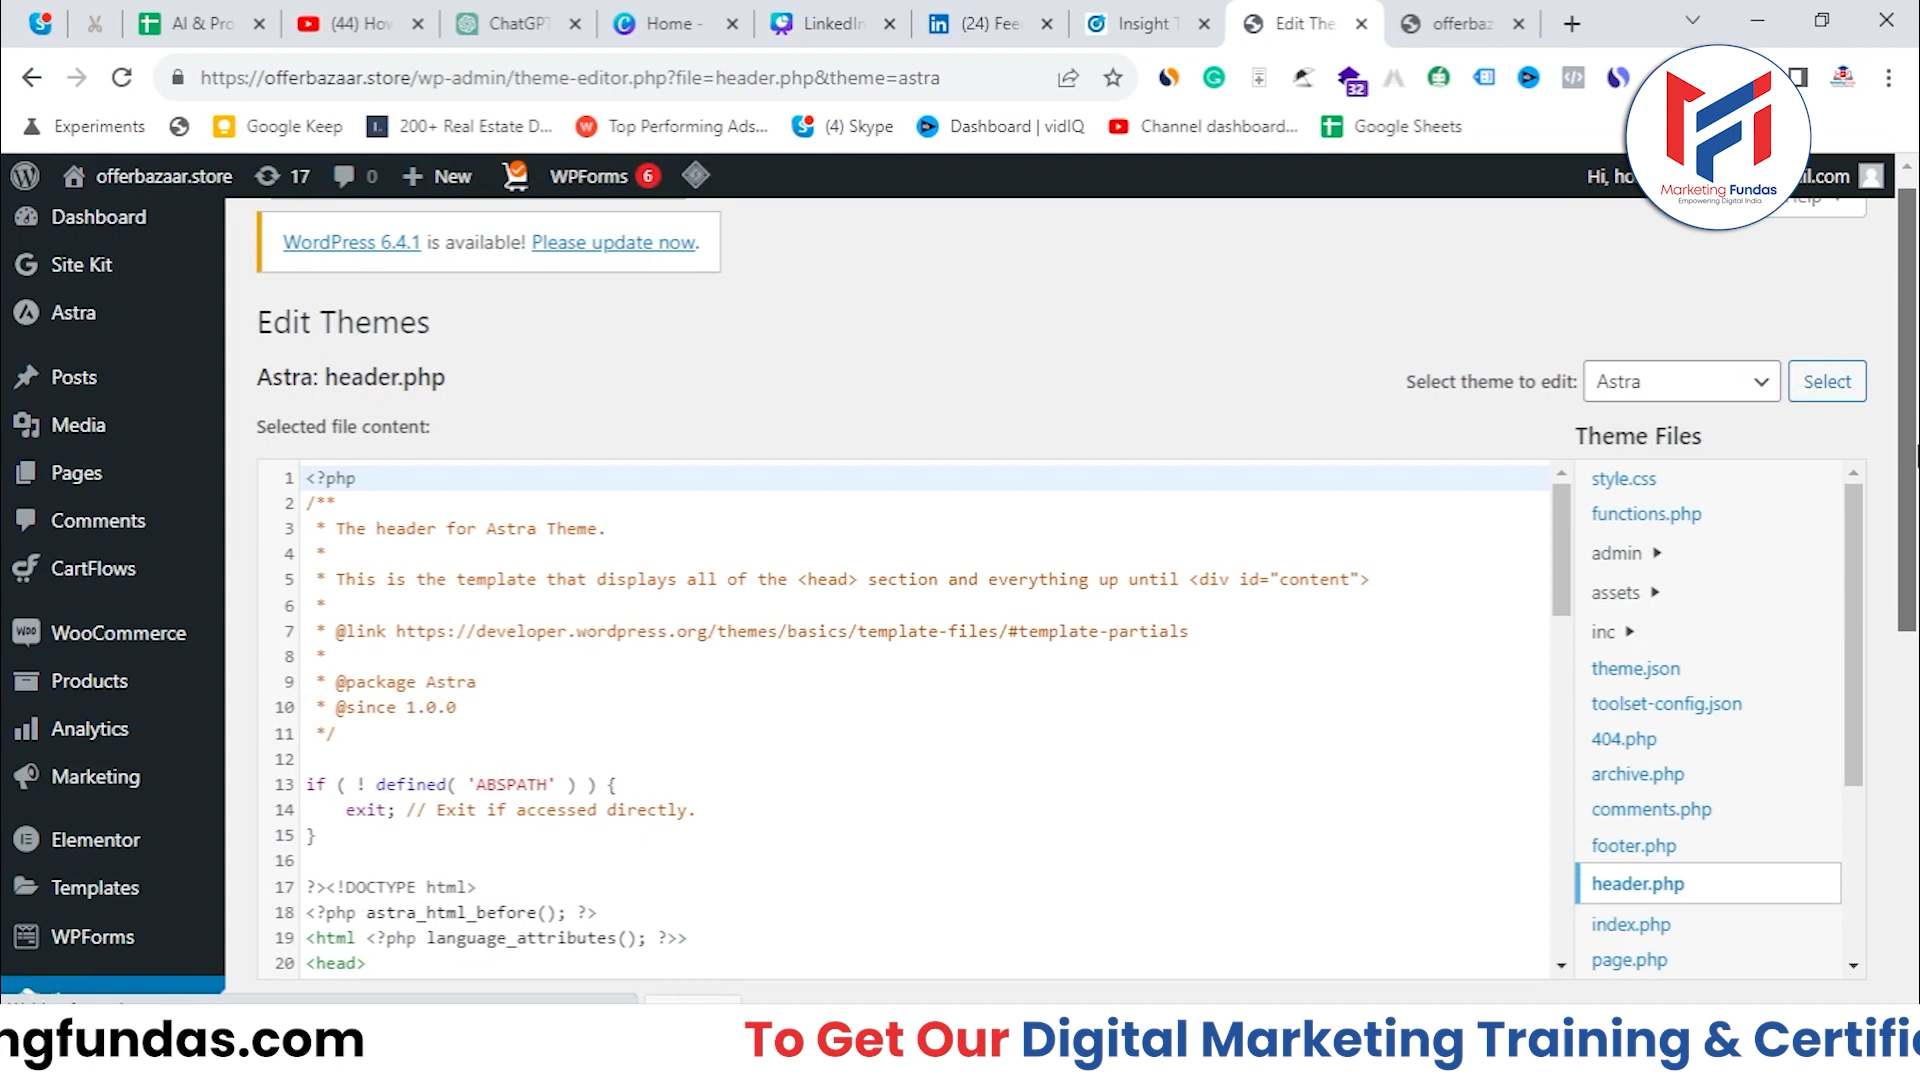 AI & Pro
(44) How
ChatGPT
Home -
LinkedIn
(24) Fee
Insight T
Edit The
offerbaz
https://offerbazaar.store/wp-admin/theme-editor.php?file=header.php&theme=astra
32
Experiments
Google Keep
200+ Real Estate D...
Top Performing Ads...
(4) Skype
Dashboard | vidIQ
Channel dashboard...
Google Sheets
Marketing Fundas
Empowering Digital India
offerbazaar.store
17
0
New
WPForms 6
Hi, ho
il.com
Help
Dashboard
Site Kit
Astra
Posts
Media
Pages
Comments
CartFlows
WooCommerce
Products
Analytics
Marketing
Elementor
Templates
WPForms
WordPress 6.4.1 is available! Please update now.
Edit Themes
Astra: header.php
Select theme to edit: Astra Select
Selected file content:
1 <?php
2 /**
3 * The header for Astra Theme.
4 *
5 * This is the template that displays all of the <head> section and everything up until <div id="content">
6 *
7 * @link https://developer.wordpress.org/themes/basics/template-files/#template-partials
8 *
9 * @package Astra
10 * @since 1.0.0
11 */
12
13 if ( ! defined( 'ABSPATH' ) ) {
14 exit; // Exit if accessed directly.
15 }
16
17 ?><!DOCTYPE html>
18 <?php astra_html_before(); ?>
19 <html <?php language_attributes(); ?>>
20 <head>
Theme Files
style.css
functions.php
admin
assets
inc
theme.json
toolset-config.json
404.php
archive.php
comments.php
footer.php
header.php
index.php
page.php
ngfundas.com
To Get Our Digital Marketing Training & Certific